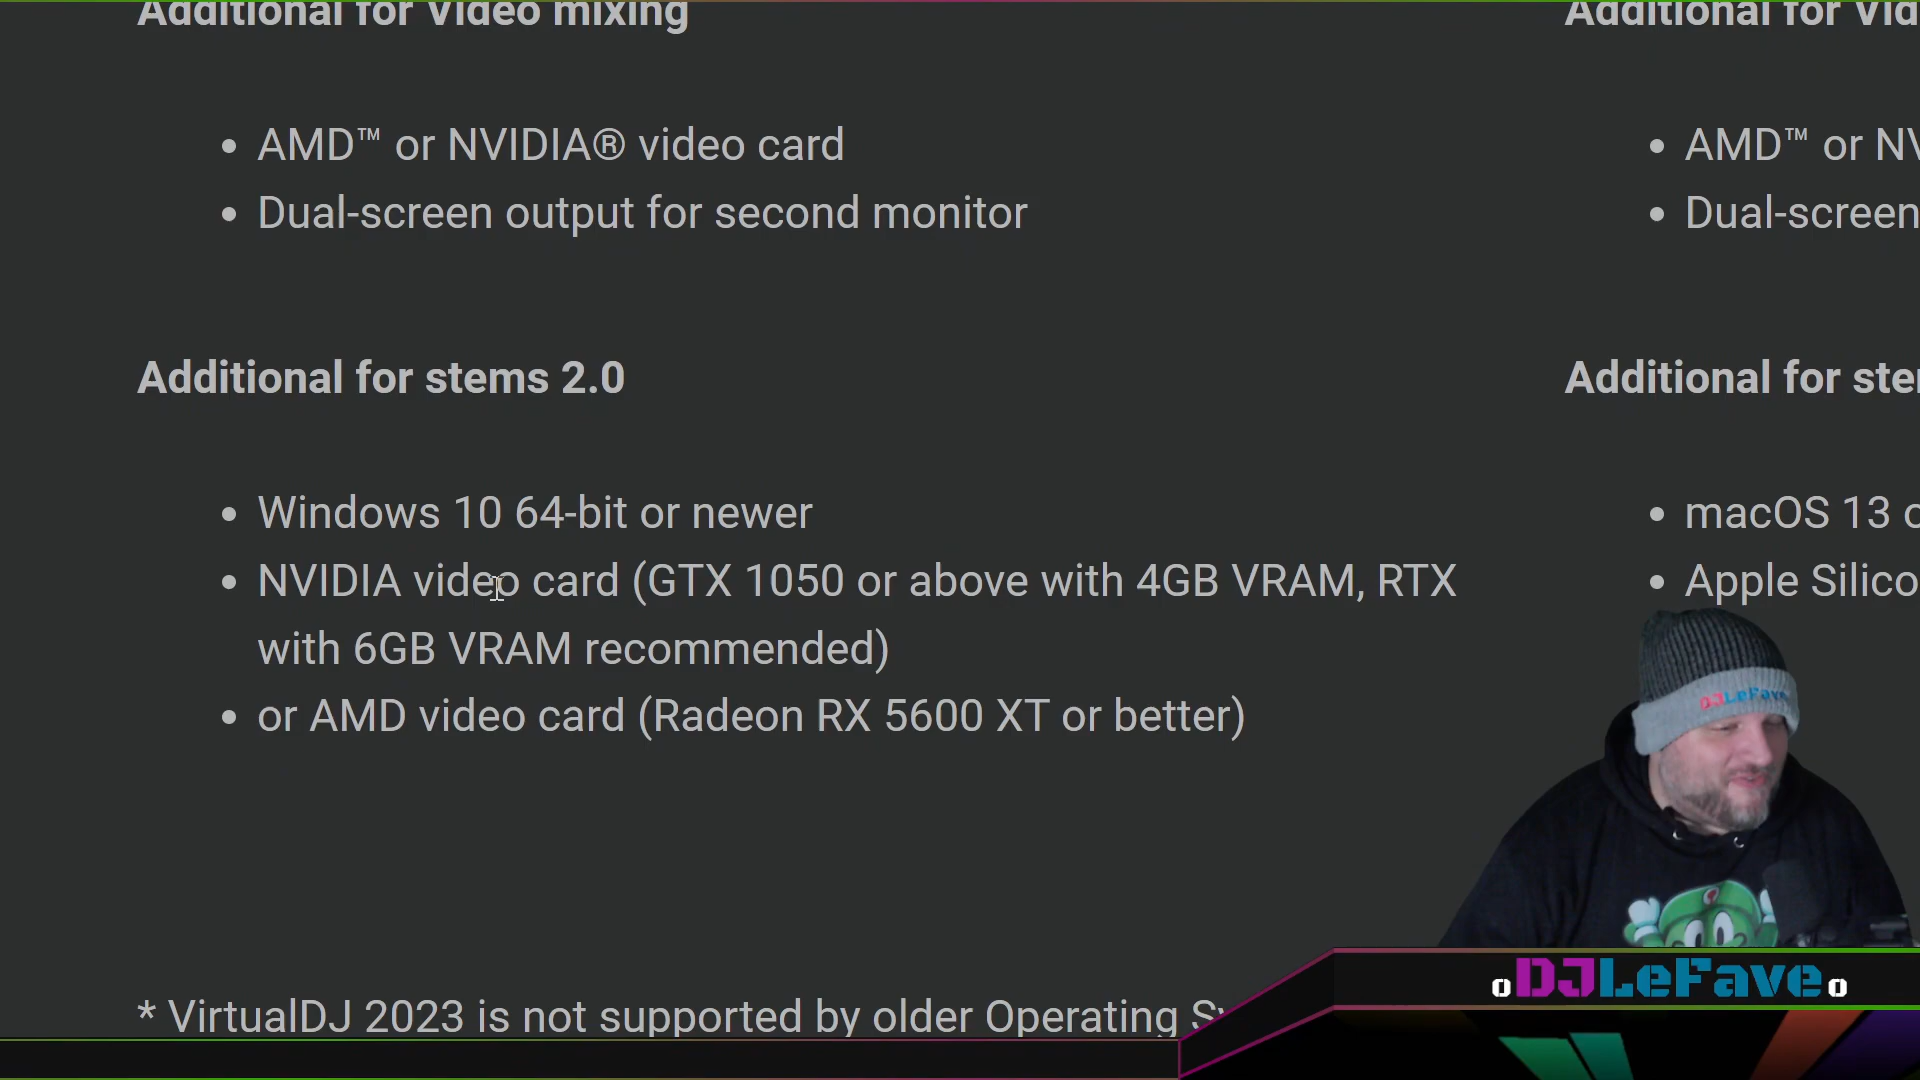 Additional for Video mixing
AMD™ or NVIDIA® video card
Dual-screen output for second monitor
Additional for stems 2.0
Windows 10 64-bit or newer
NVIDIA video card (GTX 1050 or above with 4GB VRAM, RTX
with 6GB VRAM recommended)
or AMD video card (Radeon RX 5600 XT or better)
* VirtualDJ 2023 is not supported by older Operating
Additional for Vid
AMD™ or NV
Dual-screen
Additional for ste
macOS 13
Apple Silico
DJLeFave
oDJLeFaveo